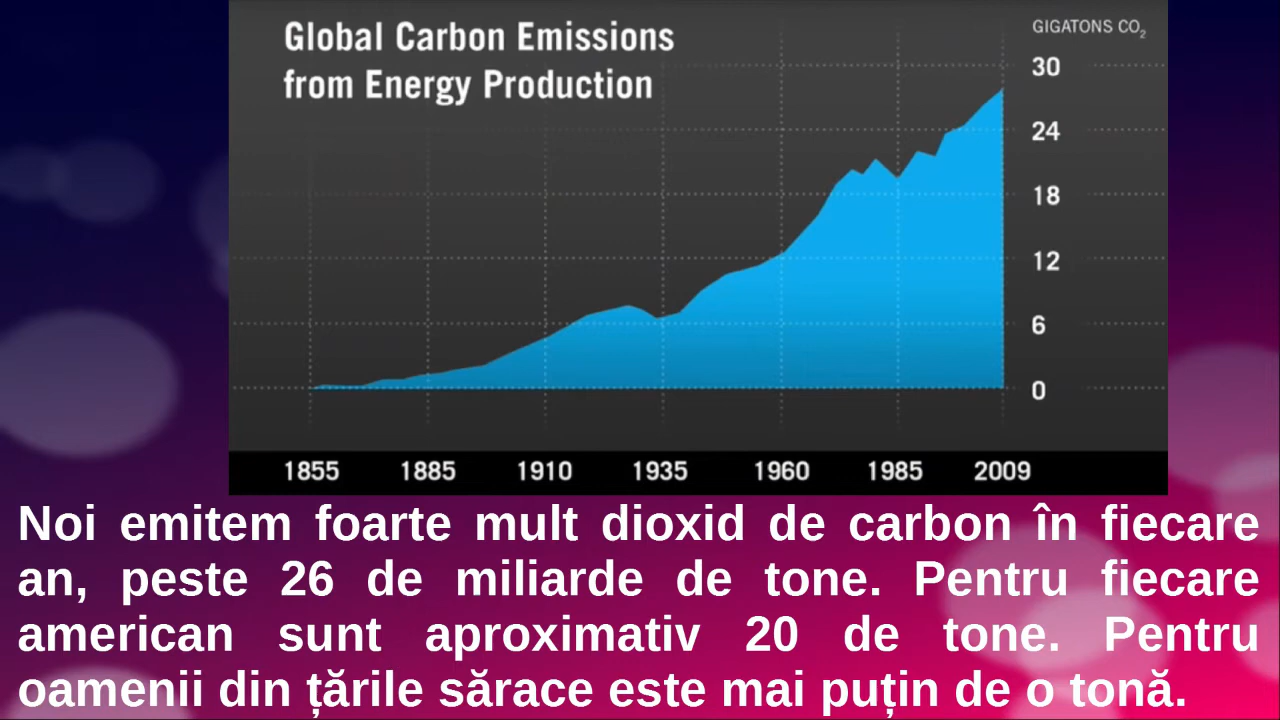 Global Carbon Emissions
from Energy Production
GIGATONS CO₂
30
24
18
12
6
0
1855 1885 1910 1935 1960 1985 2009
Noi emitem foarte mult dioxid de carbon în fiecare
an, peste 26 de miliarde de tone. Pentru fiecare
american sunt aproximativ 20 de tone. Pentru
oamenii din țările sărace este mai puțin de o tonă.